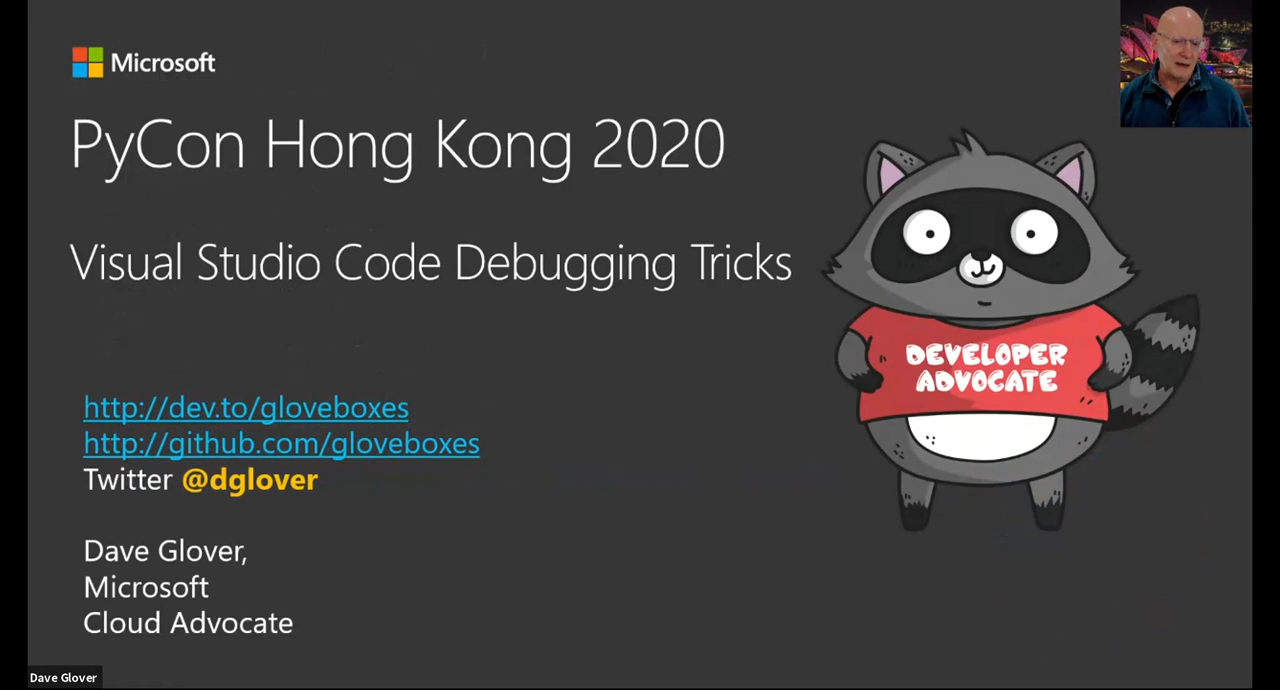 Microsoft
PyCon Hong Kong 2020
Visual Studio Code Debugging Tricks
DEVELOPER
ADVOCATE
http://dev.to/gloveboxes
http://github.com/gloveboxes
Twitter @dglover
Dave Glover,
Microsoft
Cloud Advocate
Dave Glover